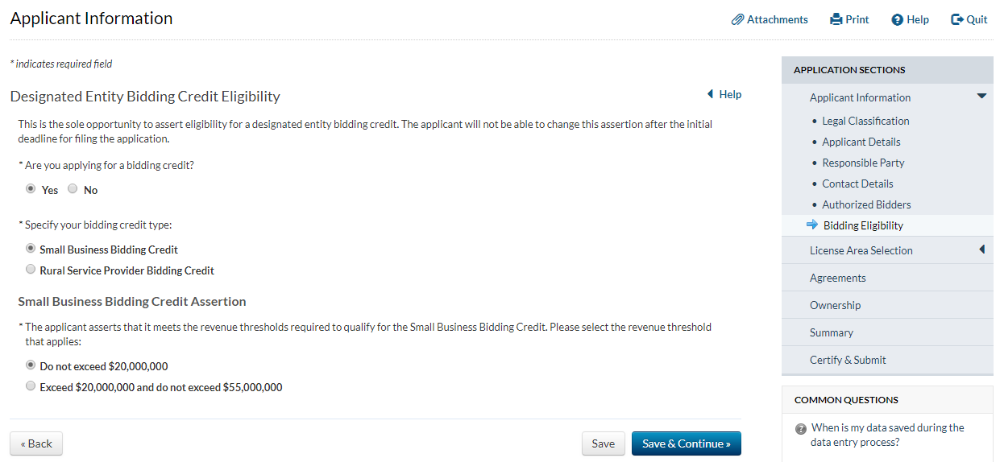 Applicant Information
Attachments
Print
Help
Quit
* indicates required field
Designated Entity Bidding Credit Eligibility
Help
This is the sole opportunity to assert eligibility for a designated entity bidding credit. The applicant will not be able to change this assertion after the initial
deadline for filing the application.
* Are you applying for a bidding credit?
Yes
No
* Specify your bidding credit type:
Small Business Bidding Credit
Rural Service Provider Bidding Credit
Small Business Bidding Credit Assertion
* The applicant asserts that it meets the revenue thresholds required to qualify for the Small Business Bidding Credit. Please select the revenue threshold
that applies:
Do not exceed $20,000,000
Exceed $20,000,000 and do not exceed $55,000,000
« Back
Save
Save & Continue »
APPLICATION SECTIONS
Applicant Information
• Legal Classification
• Applicant Details
• Responsible Party
• Contact Details
• Authorized Bidders
Bidding Eligibility
License Area Selection
Agreements
Ownership
Summary
Certify & Submit
COMMON QUESTIONS
When is my data saved during the
data entry process?